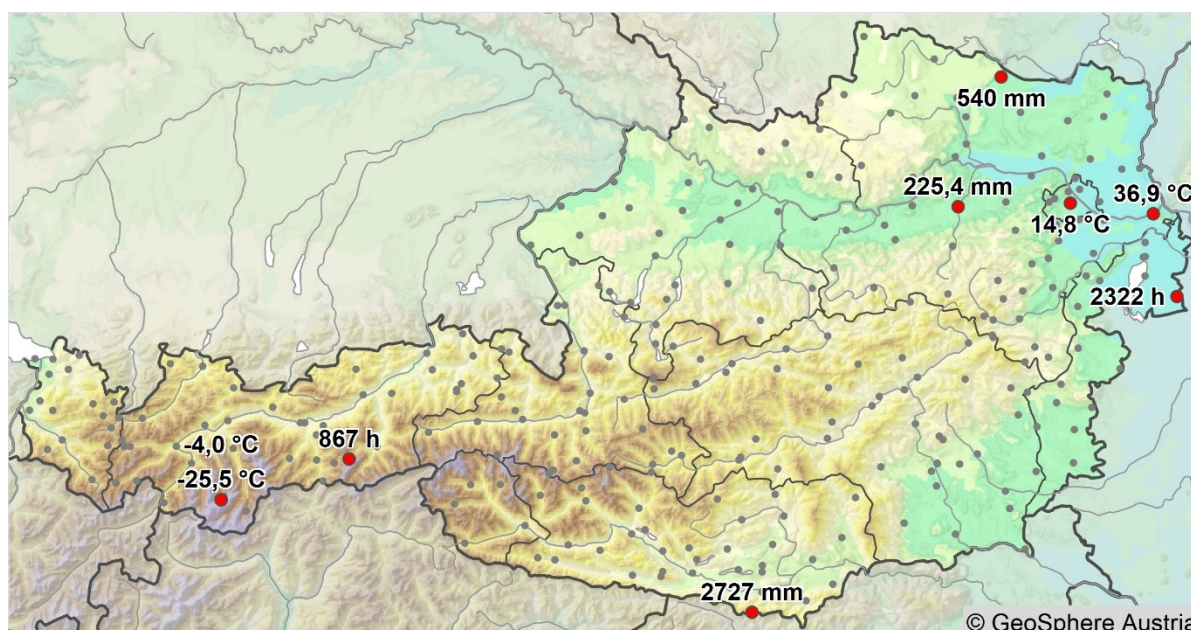 540 mm
225,4 mm
36,9 °C
14,8 °C
2322 h
867 h
-4,0 °C
-25,5 °C
2727 mm
© GeoSphere Austria